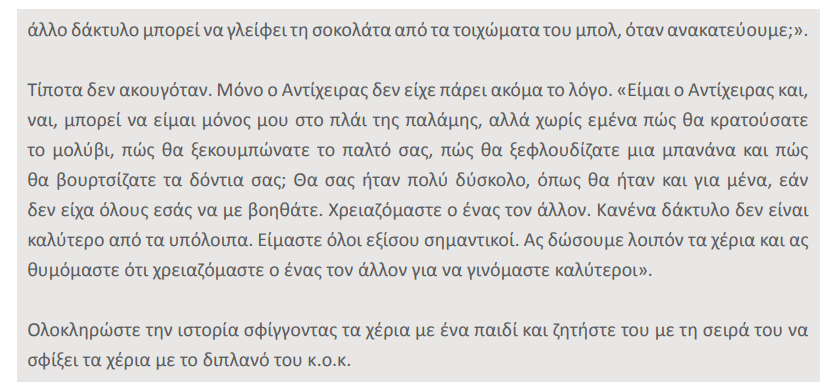 άλλο δάκτυλο μπορεί να γλείφει τη σοκολάτα από τα τοιχώματα του μπολ, όταν ανακατεύουμε;».
Τίποτα δεν ακουγόταν. Μόνο ο Αντίχειρας δεν είχε πάρει ακόμα το λόγο. «Είμαι ο Αντίχειρας και,
ναι, μπορεί να είμαι μόνος μου στο πλάι της παλάμης, αλλά χωρίς εμένα πώς θα κρατούσατε
το μολύβι, πώς θα ξεκουμπώνατε το παλτό σας, πώς θα ξεφλουδίζατε μια μπανάνα και πώς
θα βουρτσίζατε τα δόντια σας; Θα σας ήταν πολύ δύσκολο, όπως θα ήταν και για μένα, εάν
δεν είχα όλους εσάς να με βοηθάτε. Χρειαζόμαστε ο ένας τον άλλον. Κανένα δάκτυλο δεν είναι
καλύτερο από τα υπόλοιπα. Είμαστε όλοι εξίσου σημαντικοί. Ας δώσουμε λοιπόν τα χέρια και ας
θυμόμαστε ότι χρειαζόμαστε ο ένας τον άλλον για να γινόμαστε καλύτεροι».
Ολοκληρώστε την ιστορία σφίγγοντας τα χέρια με ένα παιδί και ζητήστε του με τη σειρά του να
σφίξει τα χέρια με το διπλανό του κ.ο.κ.